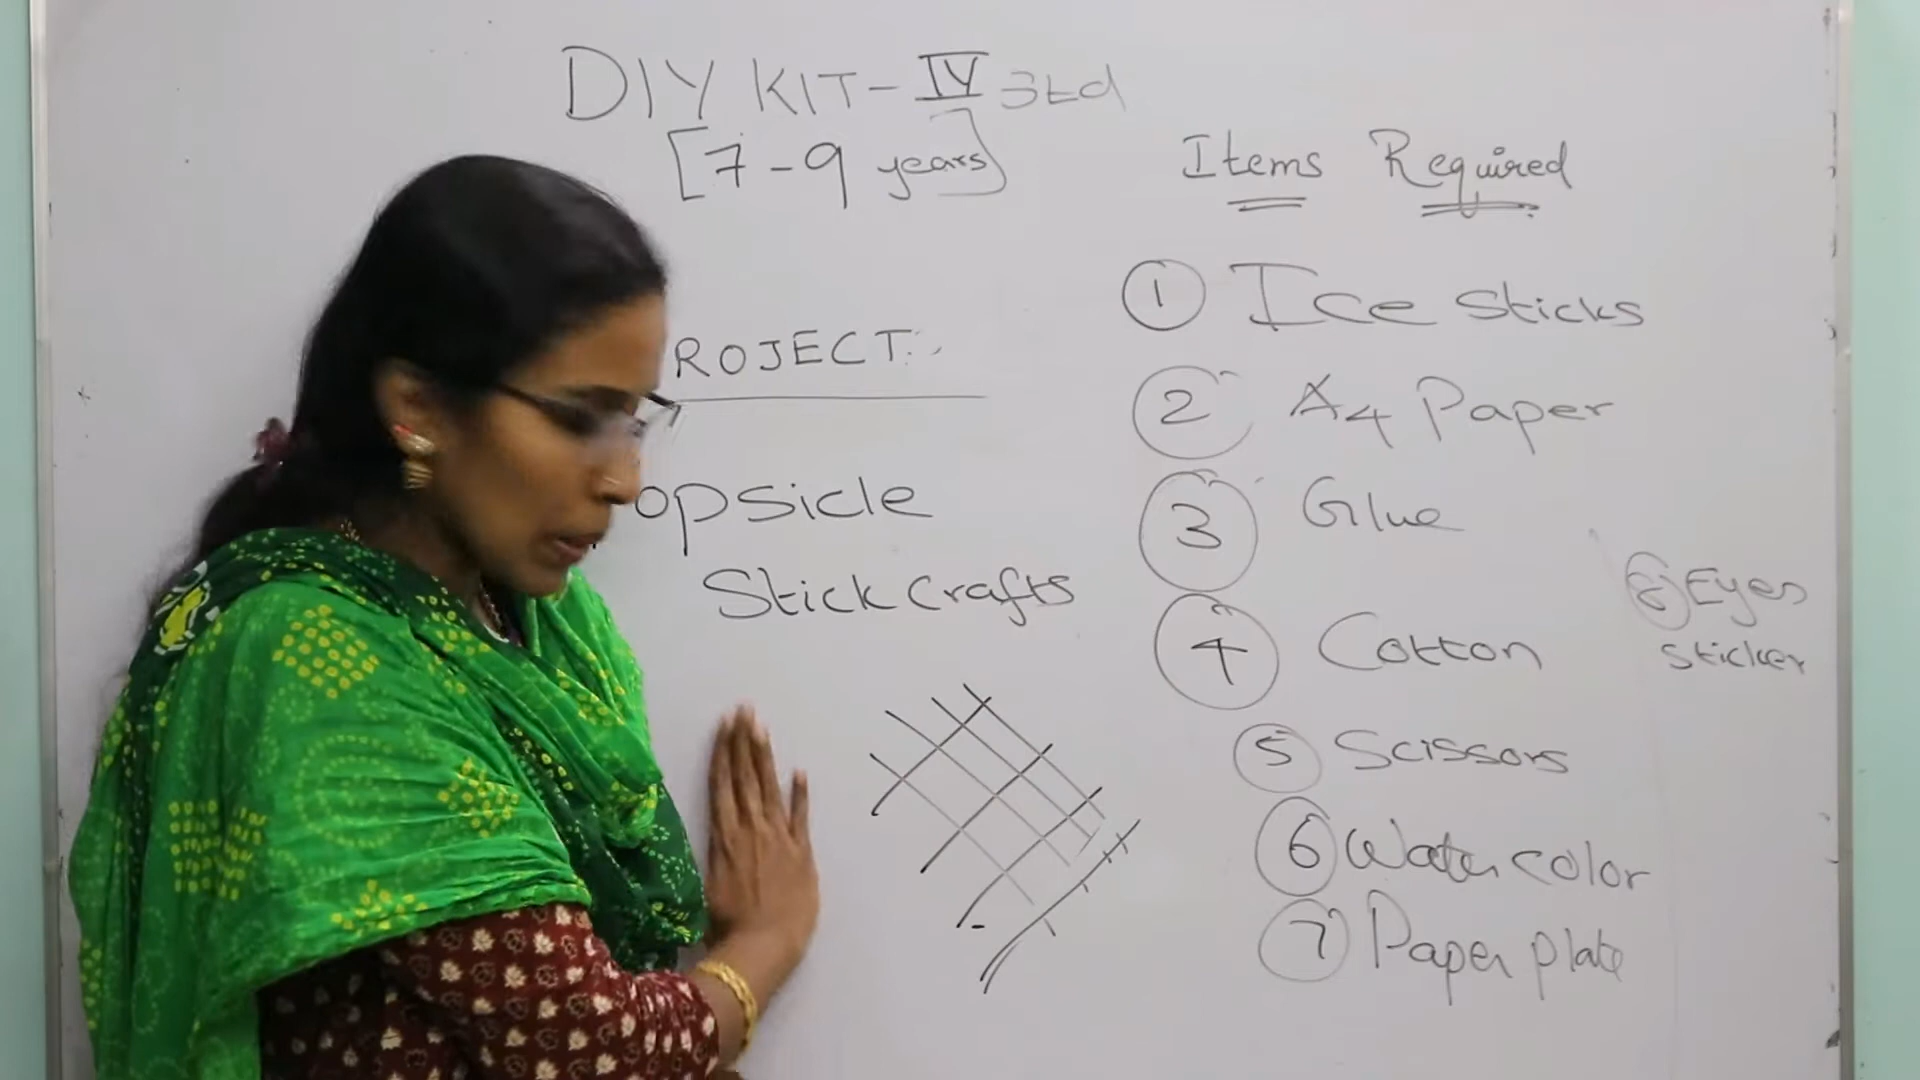 DIY KIT - IV Std
[7-9 years]
ROJECT:
opsicle
Stick crafts
Items Required
1 Ice sticks
2 A4 Paper
3 Glue
4 Cotton
5 Scissors
6 Water color
7 Paper plate
8 Eyes
sticker